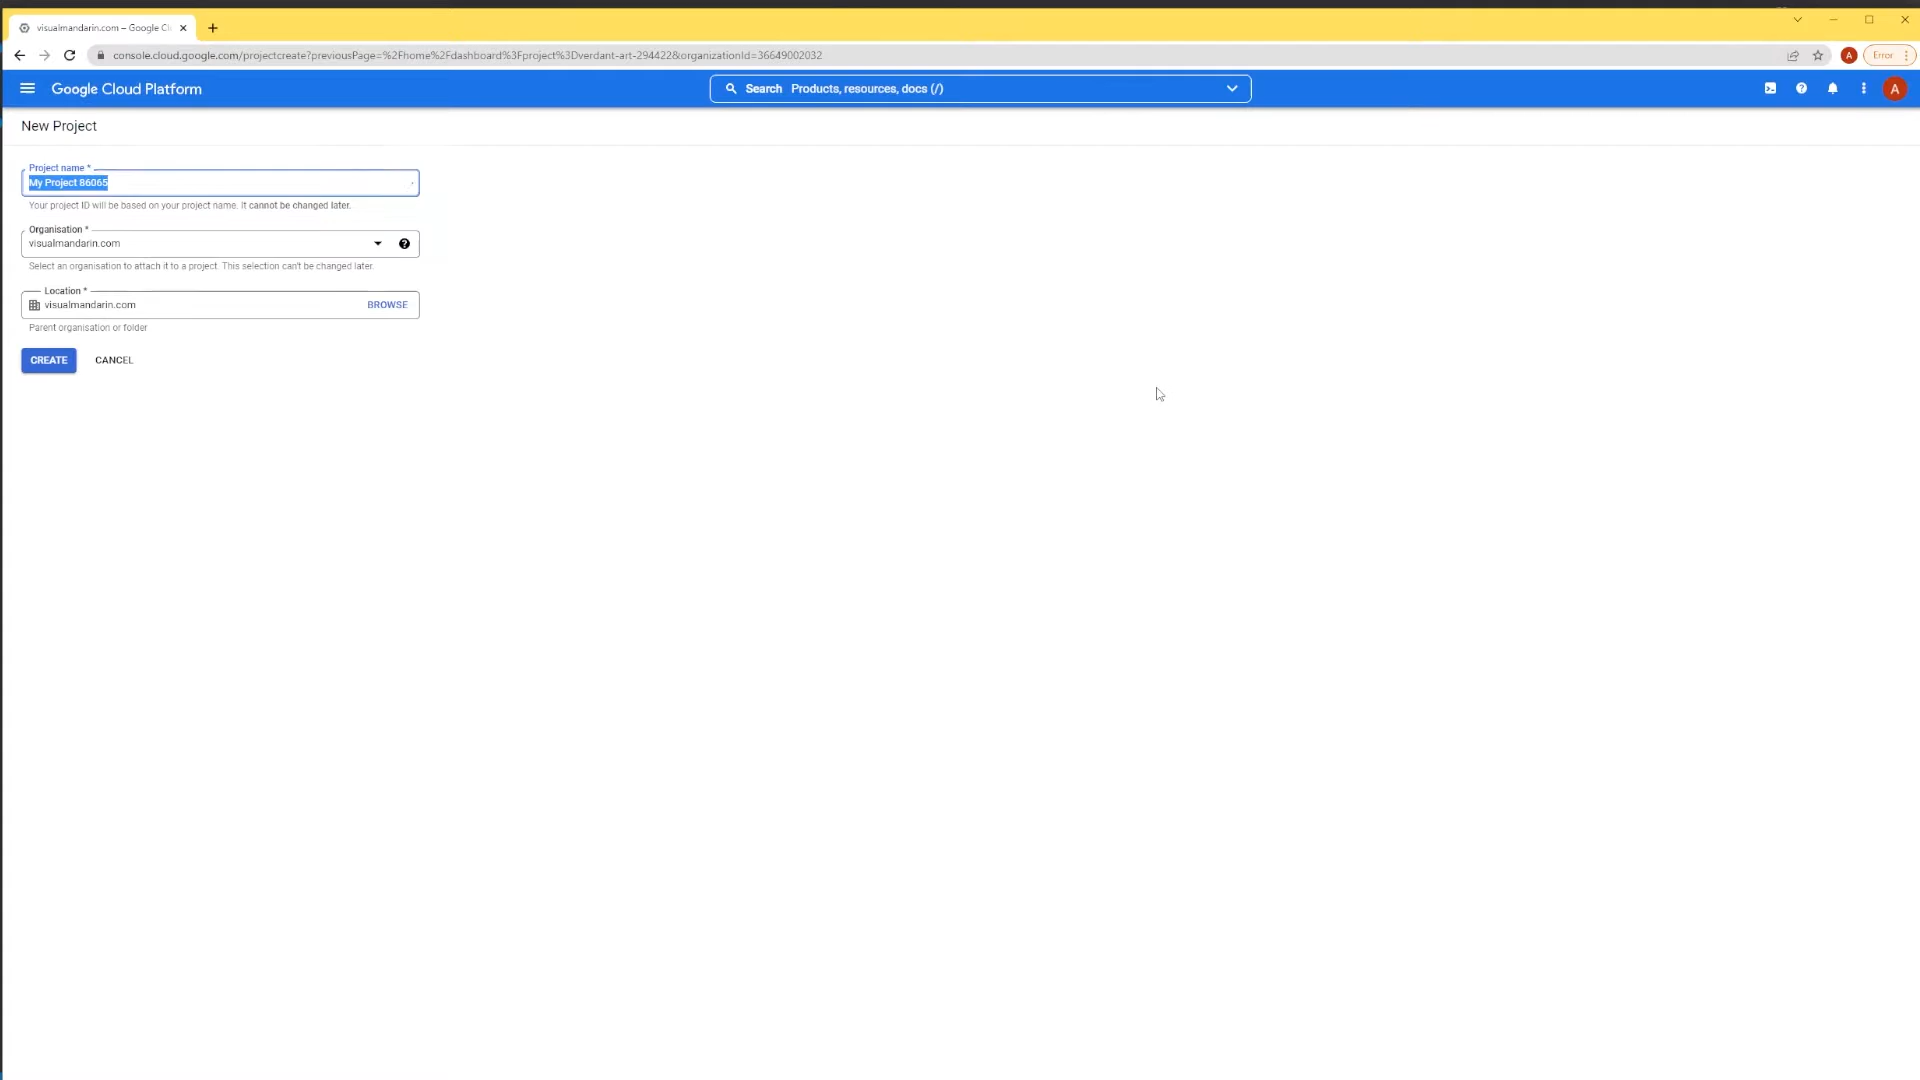 visualmandarin.com – Google Cl
console.cloud.google.com/projectcreate?previousPage=%2Fhome%2Fdashboard%3Fproject%3Dverdant-art-294422&organizationId=36649002032
A
Error
Google Cloud Platform
Search Products, resources, docs (/)
A
New Project
Project name *
My Project 86065
Your project ID will be based on your project name. It cannot be changed later.
Organisation *
visualmandarin.com
Select an organisation to attach it to a project. This selection can't be changed later.
Location *
visualmandarin.com BROWSE
Parent organisation or folder
CREATE CANCEL